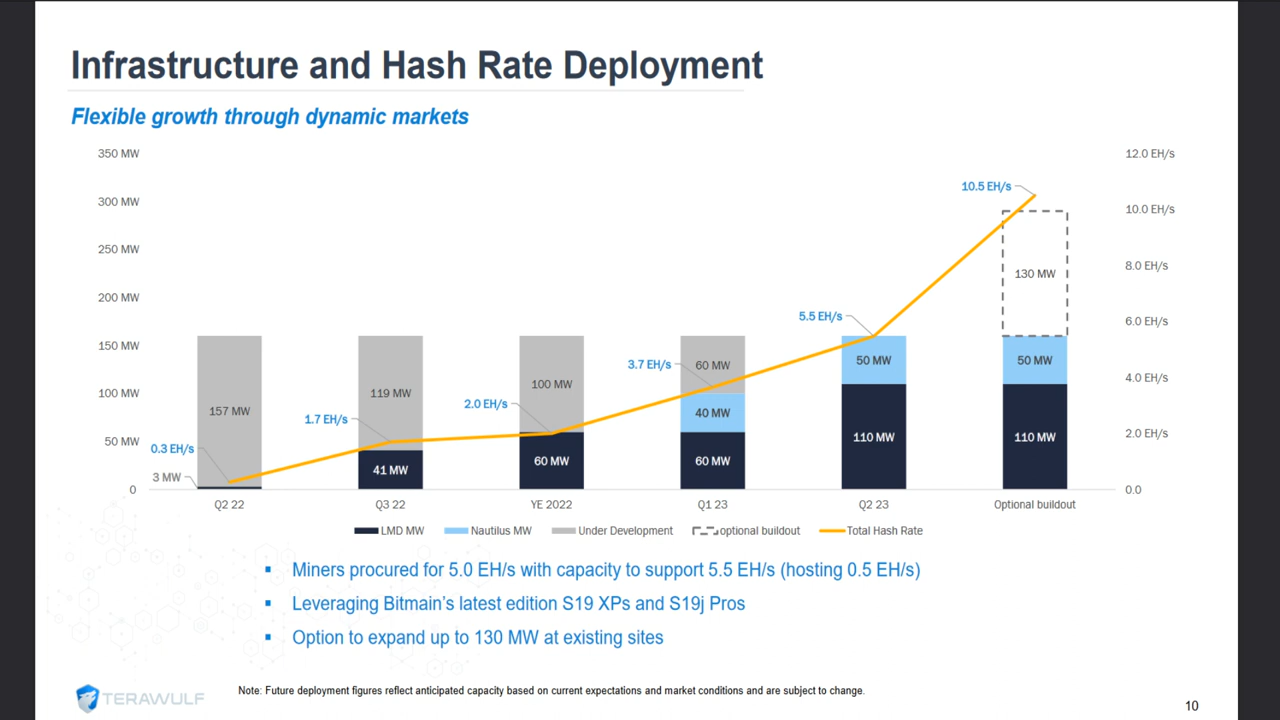 Infrastructure and Hash Rate Deployment
Flexible growth through dynamic markets
350 MW
300 MW
250 MW
200 MW
150 MW
100 MW
50 MW
0
12.0 EH/s
10.0 EH/s
8.0 EH/s
6.0 EH/s
4.0 EH/s
2.0 EH/s
0.0
0.3 EH/s
3 MW
157 MW
1.7 EH/s
119 MW
41 MW
2.0 EH/s
100 MW
60 MW
3.7 EH/s
60 MW
40 MW
60 MW
5.5 EH/s
50 MW
110 MW
10.5 EH/s
130 MW
50 MW
110 MW
Q2 22 Q3 22 YE 2022 Q1 23 Q2 23 Optional buildout
LMD MW Nautilus MW Under Development optional buildout Total Hash Rate
▪ Miners procured for 5.0 EH/s with capacity to support 5.5 EH/s (hosting 0.5 EH/s)
▪ Leveraging Bitmain's latest edition S19 XPs and S19j Pros
▪ Option to expand up to 130 MW at existing sites
TERAWULF
Note: Future deployment figures reflect anticipated capacity based on current expectations and market conditions and are subject to change.
10